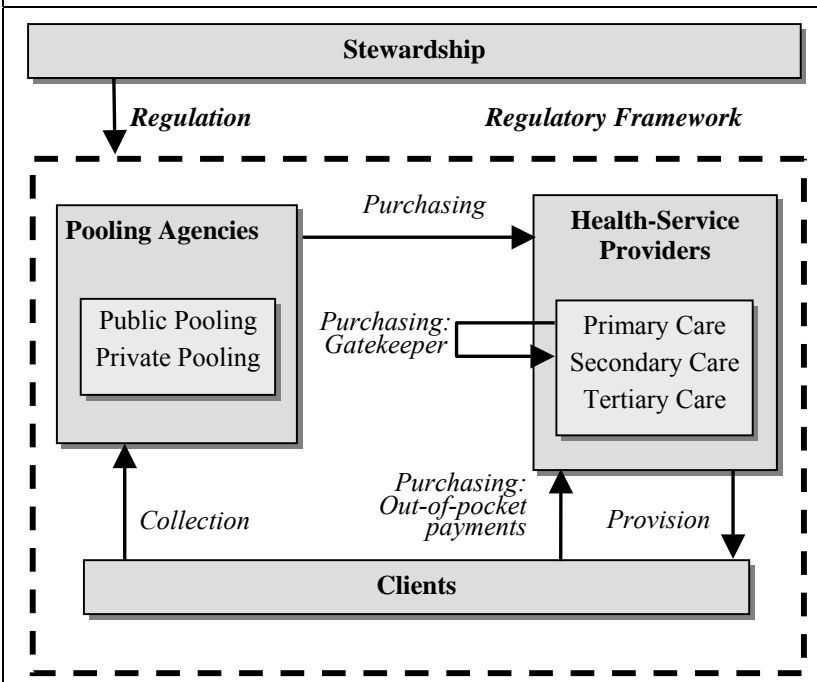 Stewardship
Regulation
Regulatory Framework
Pooling Agencies
Purchasing
Health-Service
Providers
Public Pooling
Private Pooling
Purchasing:
Gatekeeper
Primary Care
Secondary Care
Tertiary Care
Collection
Purchasing:
Out-of-pocket
payments
Provision
Clients